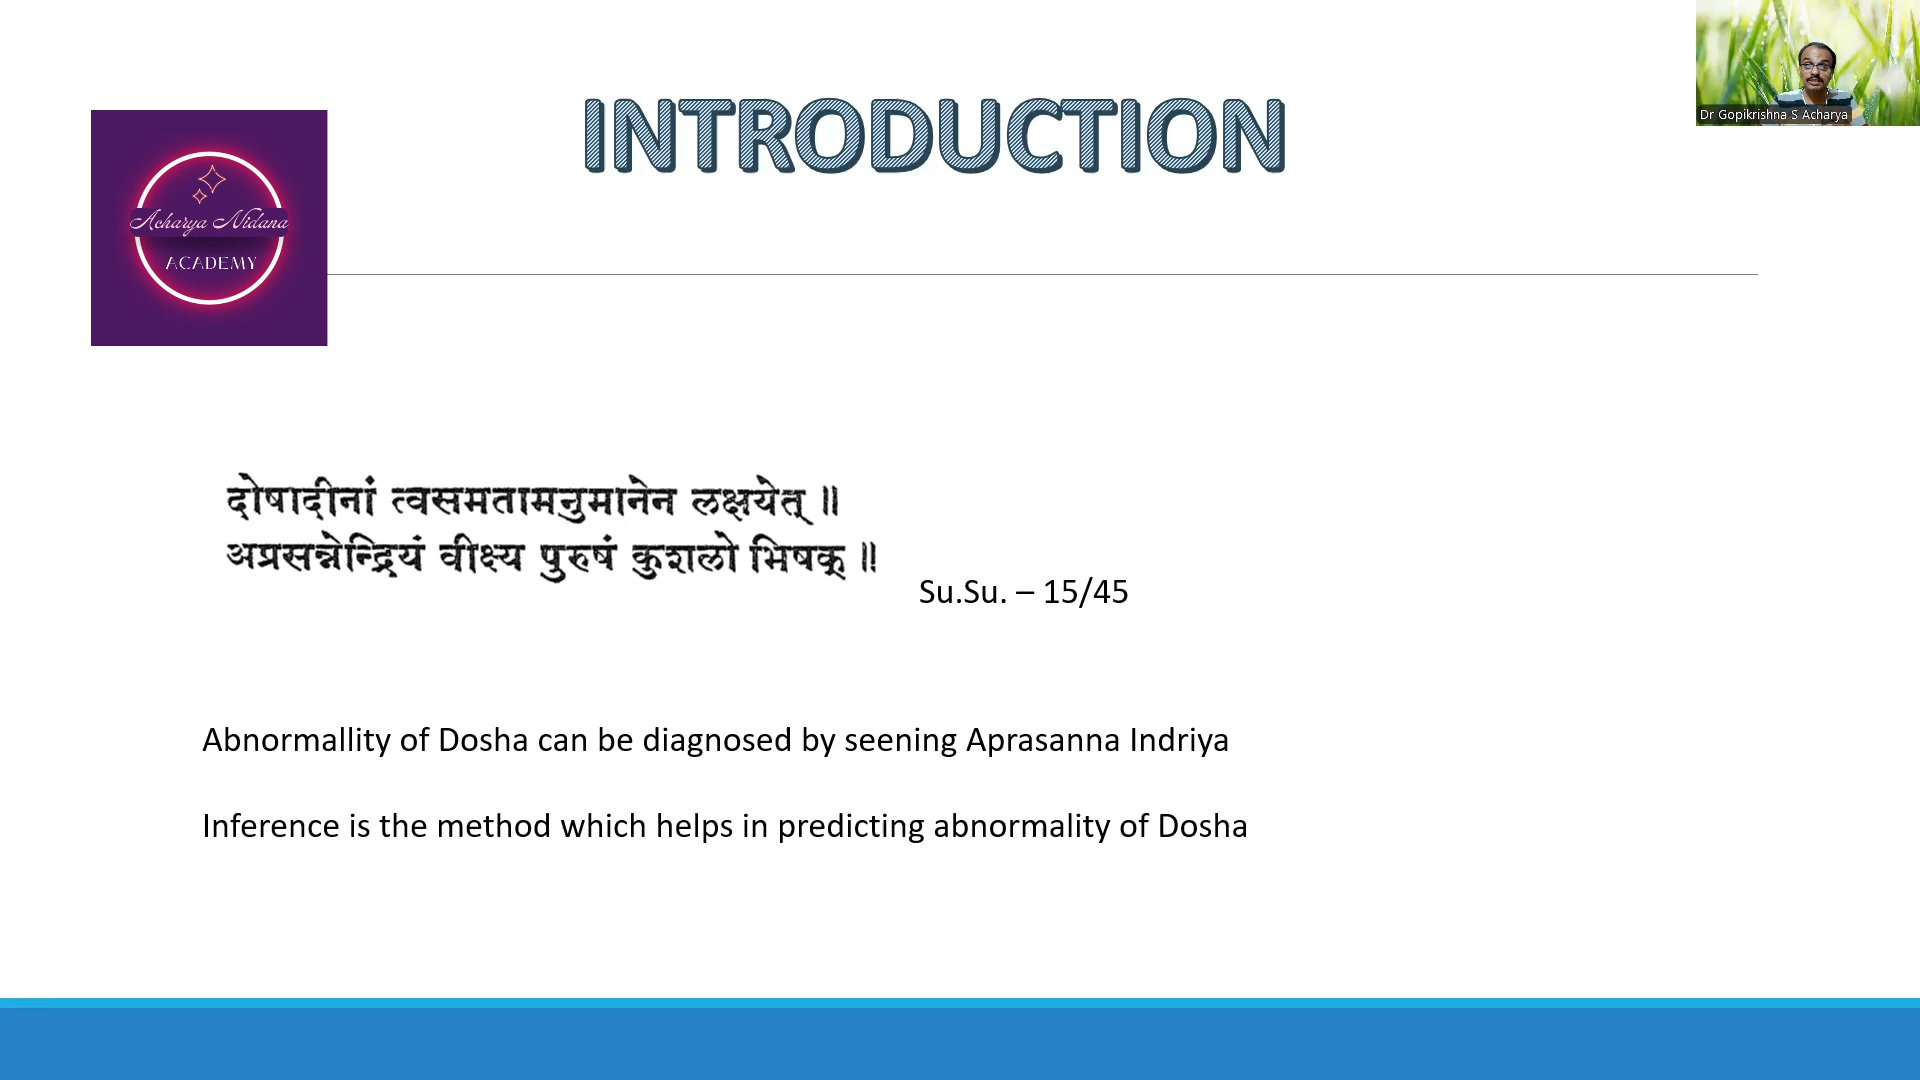 INTRODUCTION
Dr Gopikrishna S Acharya
Acharya Nidana
ACADEMY
दोषादीनां त्वसमतामनुमानेन लक्षयेत् ॥
अप्रसन्नेन्द्रियं वीक्ष्य पुरुषं कुशलो भिषक् ॥
Su.Su. – 15/45
Abnormallity of Dosha can be diagnosed by seening Aprasanna Indriya
Inference is the method which helps in predicting abnormality of Dosha